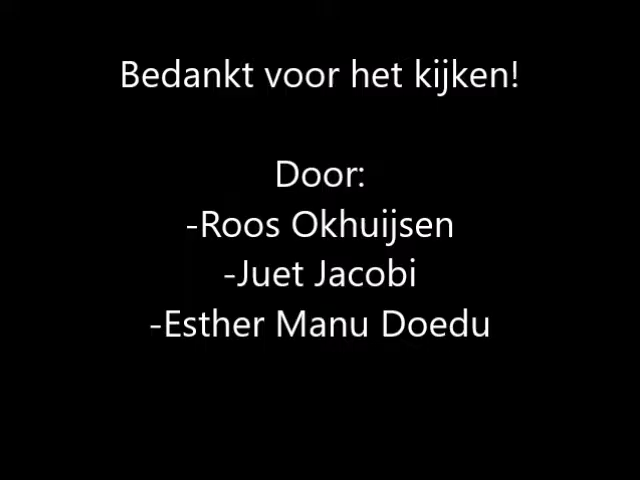 Bedankt voor het kijken!
Door:
-Roos Okhuijsen
-Juet Jacobi
-Esther Manu Doedu